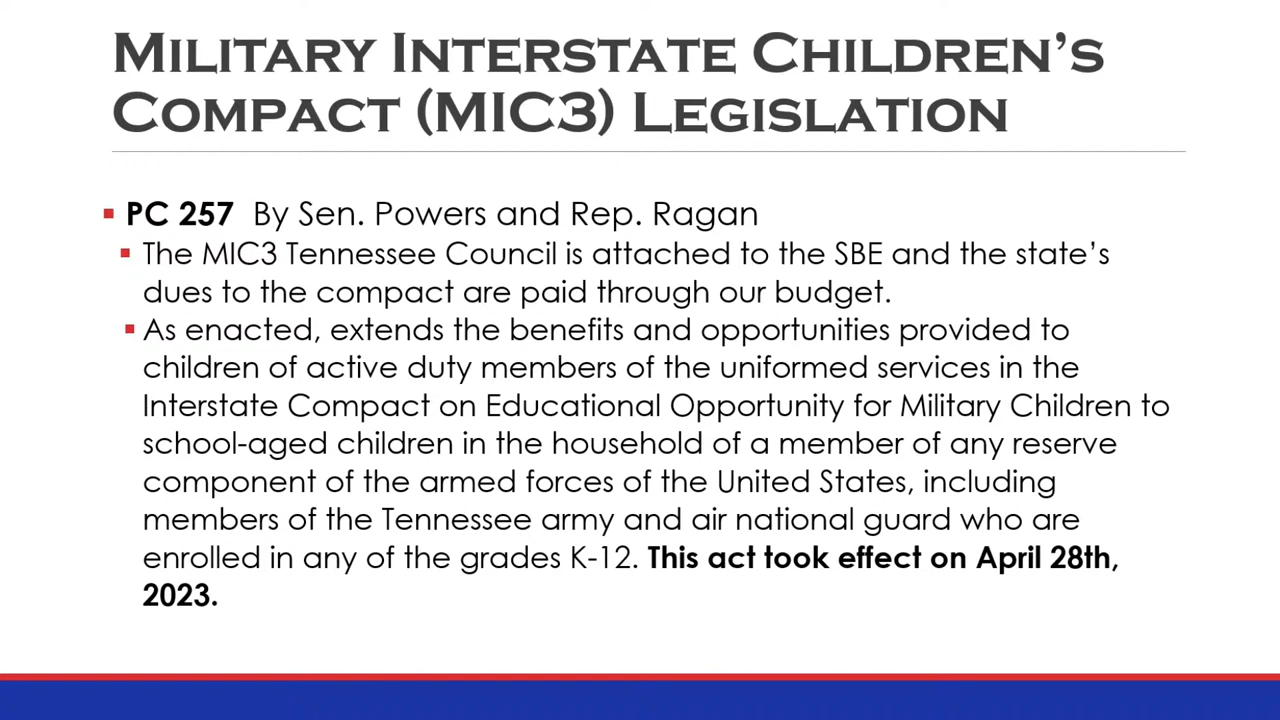 Military Interstate Children's
Compact (MIC3) Legislation
PC 257 By Sen. Powers and Rep. Ragan
The MIC3 Tennessee Council is attached to the SBE and the state's
dues to the compact are paid through our budget.
As enacted, extends the benefits and opportunities provided to
children of active duty members of the uniformed services in the
Interstate Compact on Educational Opportunity for Military Children to
school-aged children in the household of a member of any reserve
component of the armed forces of the United States, including
members of the Tennessee army and air national guard who are
enrolled in any of the grades K-12. This act took effect on April 28th,
2023.